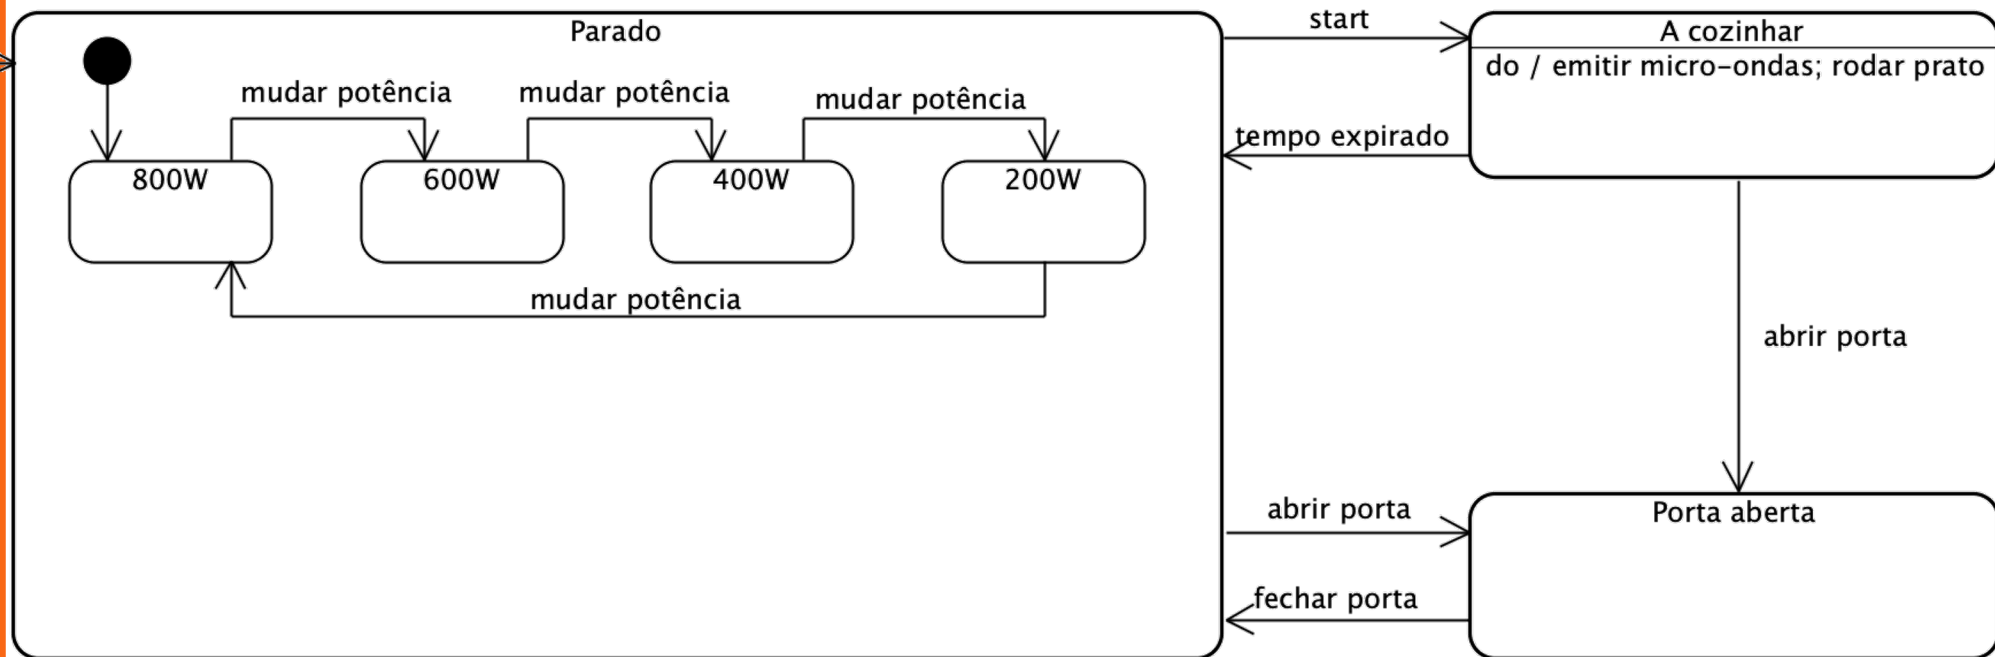 Parado
start
A cozinhar
do / emitir micro-ondas; rodar prato
mudar potência
mudar potência
mudar potência
tempo expirado
800W
600W
400W
200W
mudar potência
abrir porta
abrir porta
Porta aberta
fechar porta